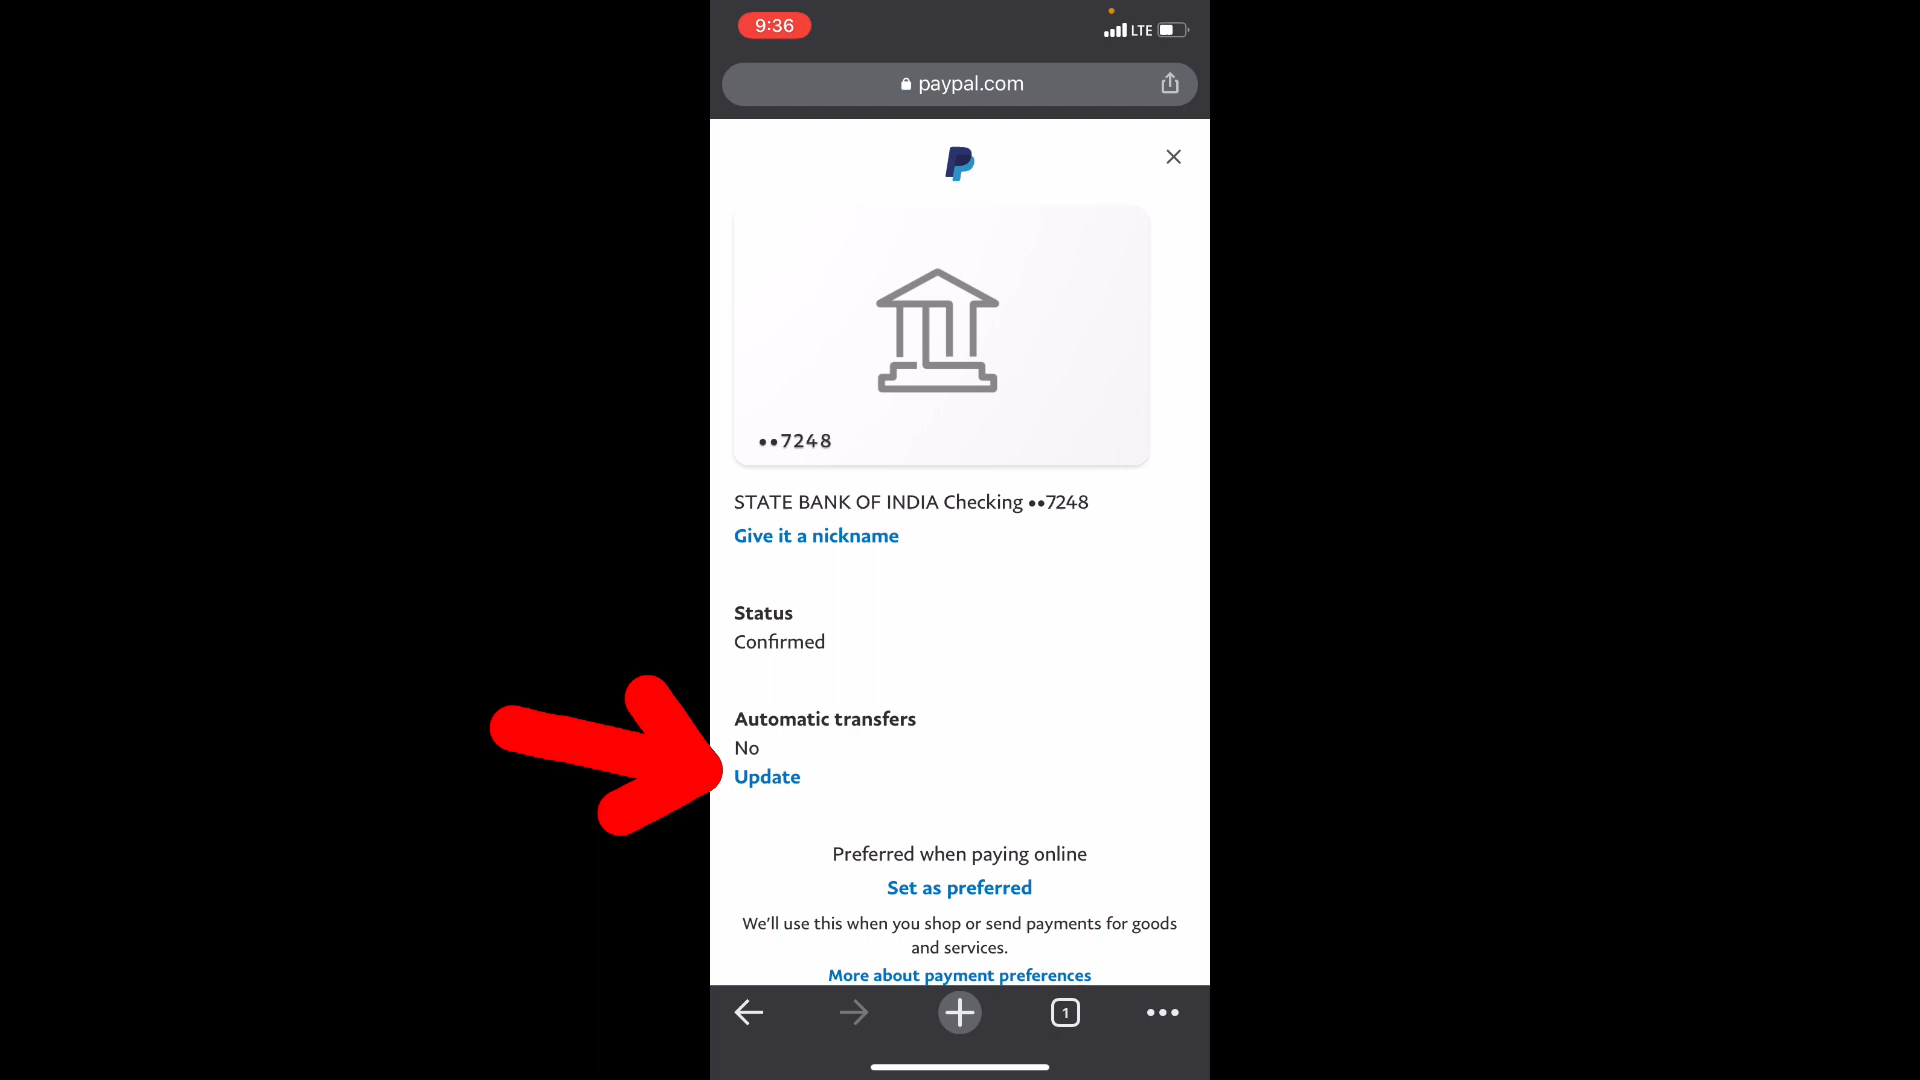 9:36
LTE
paypal.com
••7248
STATE BANK OF INDIA Checking ••7248
Give it a nickname
Status
Confirmed
Automatic transfers
No
Update
Preferred when paying online
Set as preferred
We'll use this when you shop or send payments for goods
and services.
More about payment preferences
1